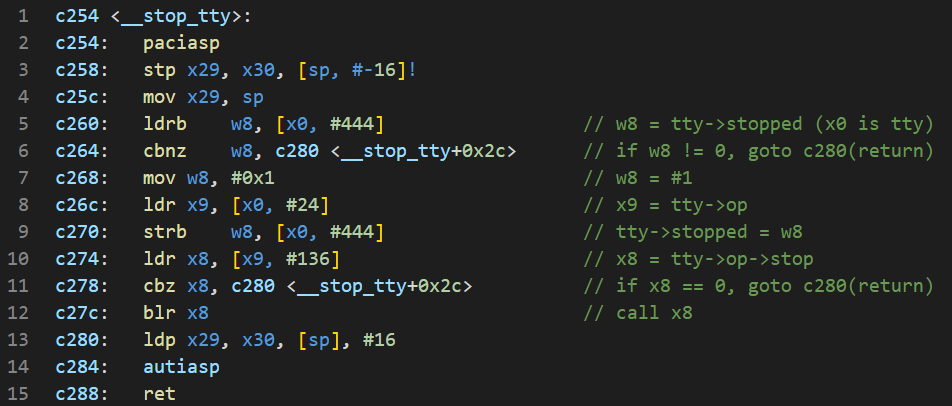 1 c254 <__stop_tty>:
2 c254: paciasp
3 c258: stp x29, x30, [sp, #-16]!
4 c25c: mov x29, sp
5 c260: ldrb w8, [x0, #444] // w8 = tty->stopped (x0 is tty)
6 c264: cbnz w8, c280 <__stop_tty+0x2c> // if w8 != 0, goto c280(return)
7 c268: mov w8, #0x1 // w8 = #1
8 c26c: ldr x9, [x0, #24] // x9 = tty->op
9 c270: strb w8, [x0, #444] // tty->stopped = w8
10 c274: ldr x8, [x9, #136] // x8 = tty->op->stop
11 c278: cbz x8, c280 <__stop_tty+0x2c> // if x8 == 0, goto c280(return)
12 c27c: blr x8 // call x8
13 c280: ldp x29, x30, [sp], #16
14 c284: autiasp
15 c288: ret